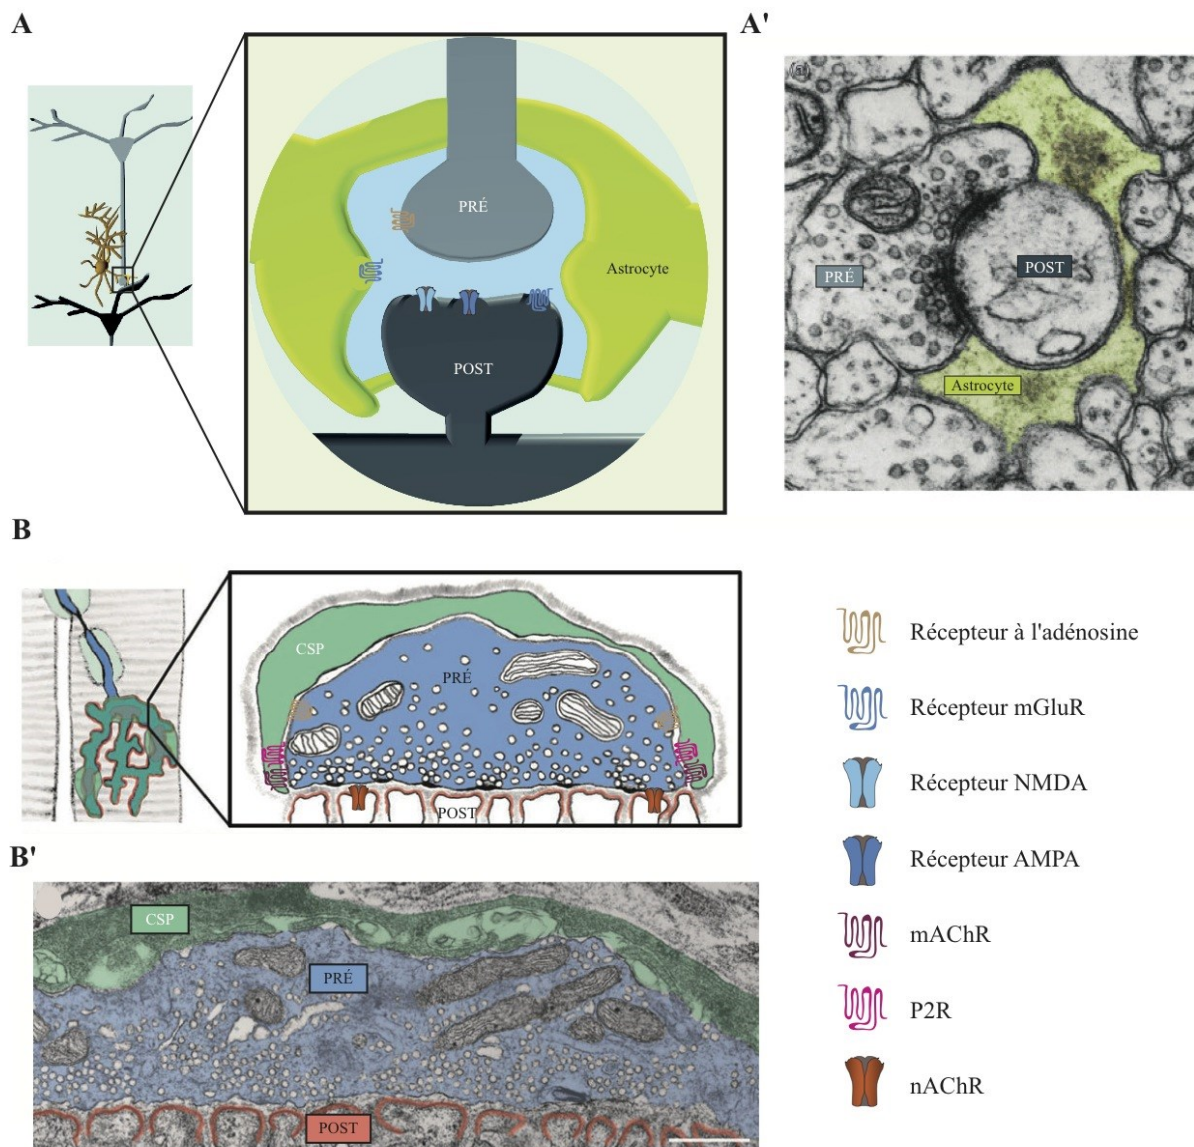 A
A'
PRÉ
Astrocyte
POST
PRÉ
POST
Astrocyte
B
CSP
PRÉ
POST
Récepteur à l'adénosine
Récepteur mGluR
Récepteur NMDA
Récepteur AMPA
mAChR
P2R
nAChR
B'
CSP
PRÉ
POST